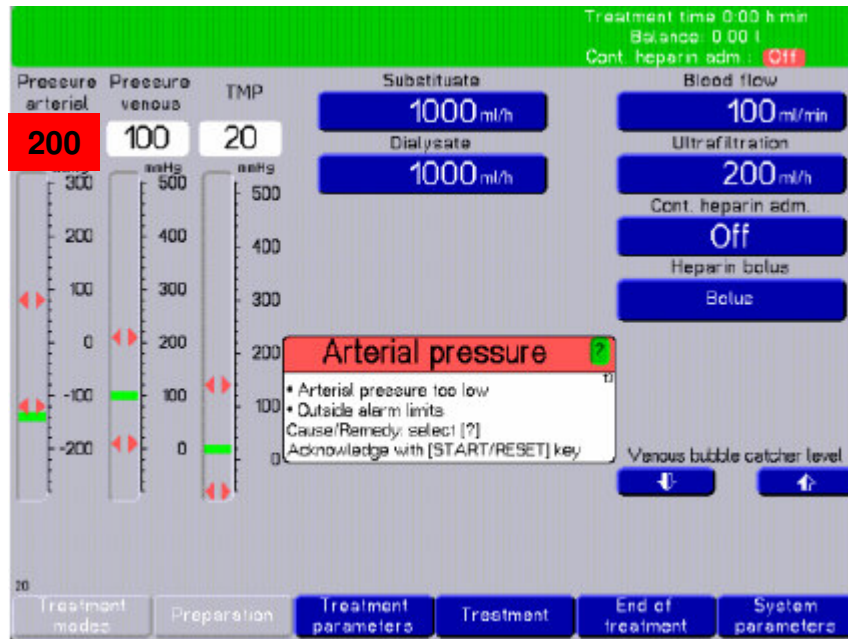 Treatment time 0:00 h:min
Balance: 0.00 l
Cont. heparin adm.: Off
Pressure arterial
Pressure venous
TMP
200
100
20
mmHg
mmHg
300
200
100
0
-100
-200
500
400
300
200
100
0
500
400
300
200
100
0
Substituate
1000 ml/h
Dialysate
1000 ml/h
Blood flow
100 ml/min
Ultrafiltration
200 ml/h
Cont. heparin adm.
Off
Heparin bolus
Bolus
Arterial pressure ?
• Arterial pressure too low
• Outside alarm limits
Cause/Remedy: select [?]
Acknowledge with [START/RESET] key
Venous bubble catcher level
20
Treatment modes
Preparation
Treatment parameters
Treatment
End of treatment
System parameters